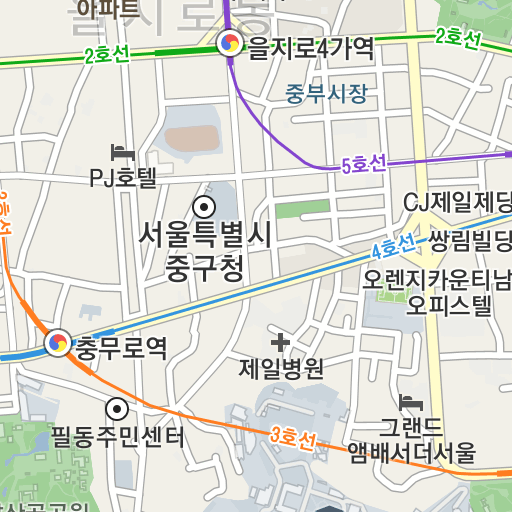 아파트
을지로동
2호선
을지로4가역
2호선
중부시장
5호선
PJ호텔
CJ제일제당
서울특별시
중구청
4호선
쌍림빌딩
오렌지카운티남
오피스텔
충무로역
제일병원
그랜드
앰배서더서울
필동주민센터
3호선